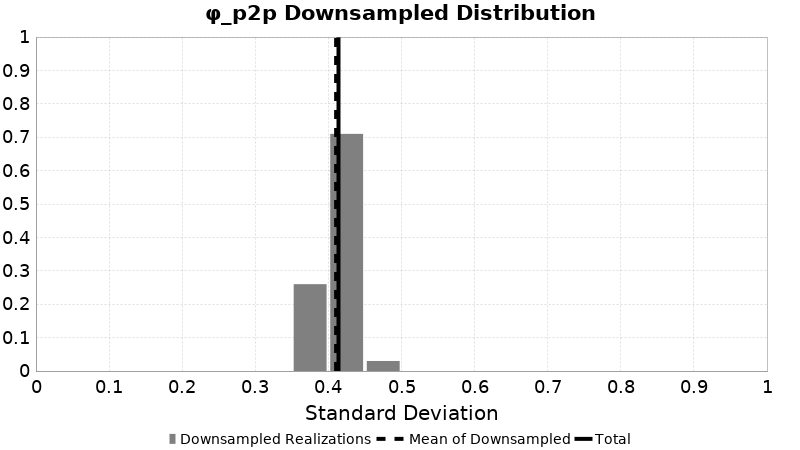 φ_p2p Downsampled Distribution
1
0.9
0.8
0.7
0.6
0.5
0.4
0.3
0.2
0.1
0
0 0.1 0.2 0.3 0.4 0.5 0.6 0.7 0.8 0.9 1
Standard Deviation
Downsampled Realizations Mean of Downsampled Total